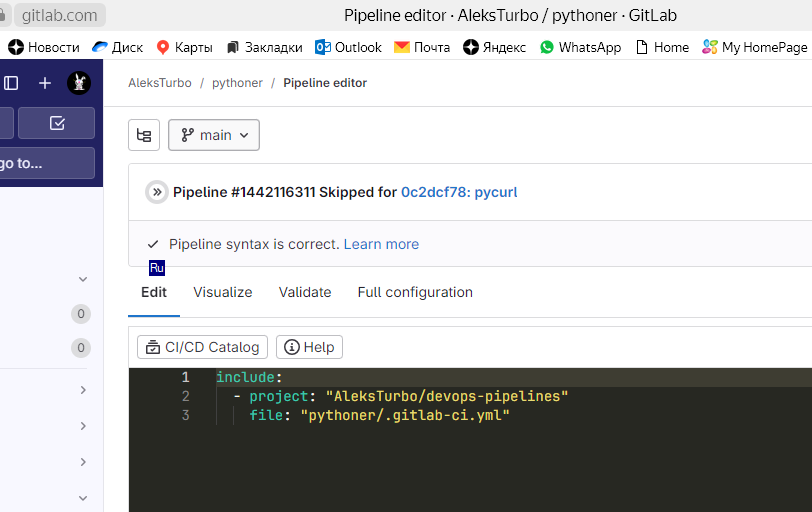 gitlab.com
Pipeline editor · AleksTurbo / pythoner · GitLab
Новости Диск Карты Закладки Outlook Почта Яндекс WhatsApp Home My HomePage
AleksTurbo / pythoner / Pipeline editor
main
go to...
Pipeline #1442116311 Skipped for 0c2dcf78: pycurl
Pipeline syntax is correct. Learn more
Ru
Edit Visualize Validate Full configuration
0
0
CI/CD Catalog Help
1 include:
2 - project: "AleksTurbo/devops-pipelines"
3 file: "pythoner/.gitlab-ci.yml"